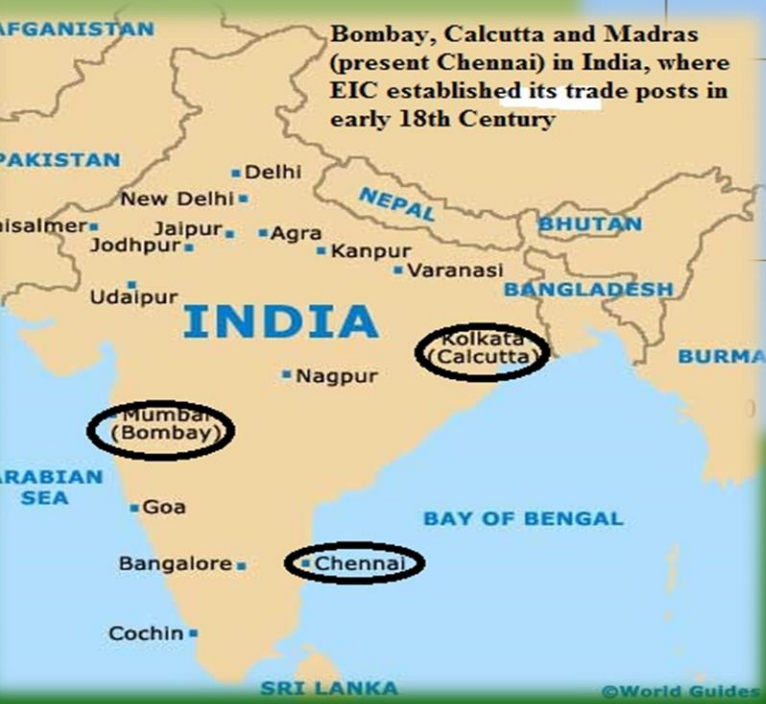 AFGANISTAN
Bombay, Calcutta and Madras
(present Chennai) in India, where
EIC established its trade posts in
early 18th Century
PAKISTAN
Delhi
New Delhi
NEPAL
BHUTAN
aisalmer
Jaipur
Agra
Jodhpur
Kanpur
Varanasi
BANGLADESH
Udaipur
INDIA
Kolkata
(Calcutta)
BURMA
Nagpur
Mumbai
(Bombay)
ARABIAN
SEA
Goa
BAY OF BENGAL
Bangalore
Chennai
Cochin
SRI LANKA
©World Guides